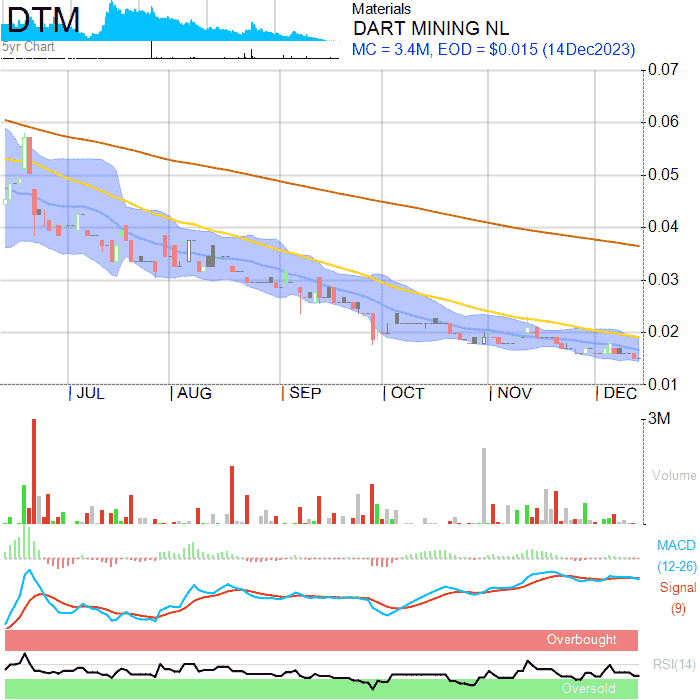 DTM
5yr Chart
Materials
DART MINING NL
MC = 3.4M, EOD = $0.015 (14Dec2023)
0.07
0.06
0.05
0.04
0.03
0.02
0.01
JUL AUG SEP OCT NOV DEC
3M
Volume
MACD
(12-26)
Signal
(9)
Overbought
RSI(14)
Oversold